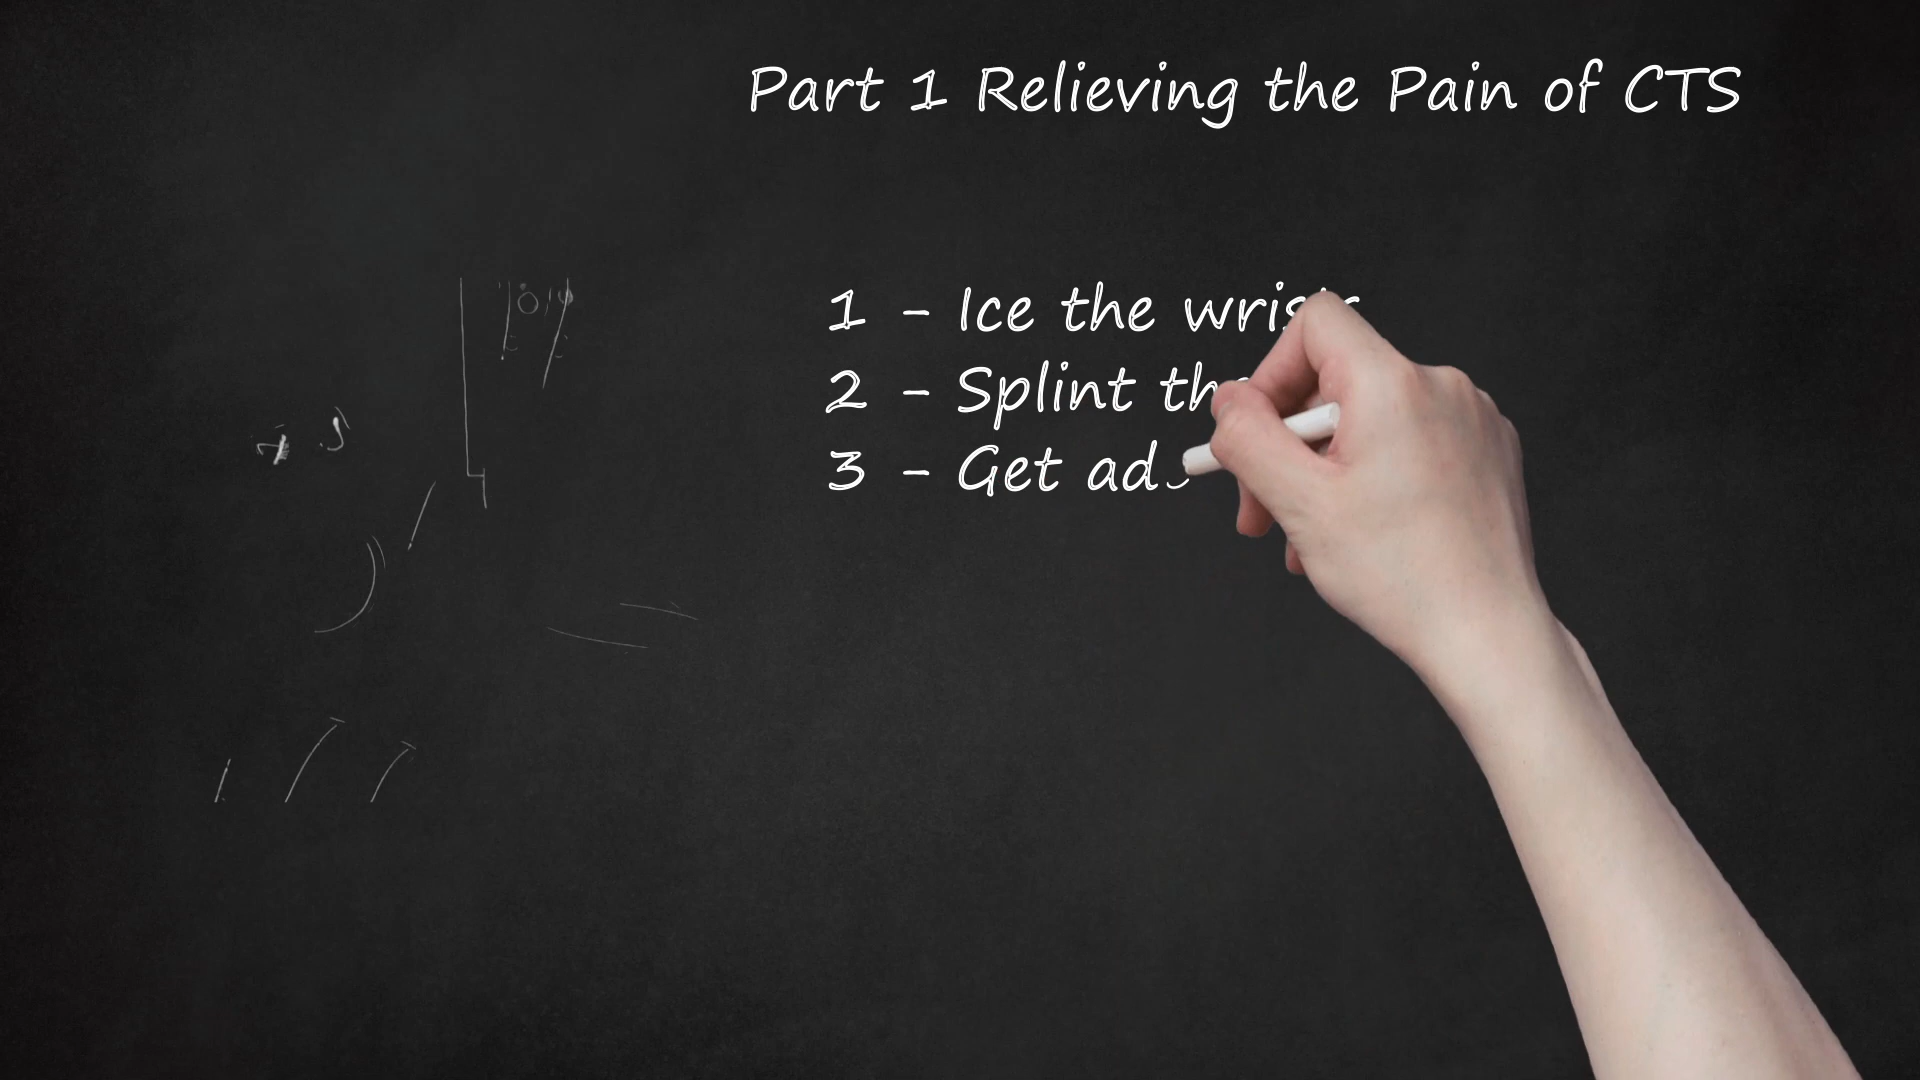 Part 1 Relieving the Pain of CTS
1 - Ice the
2 - Splint
3 - Get